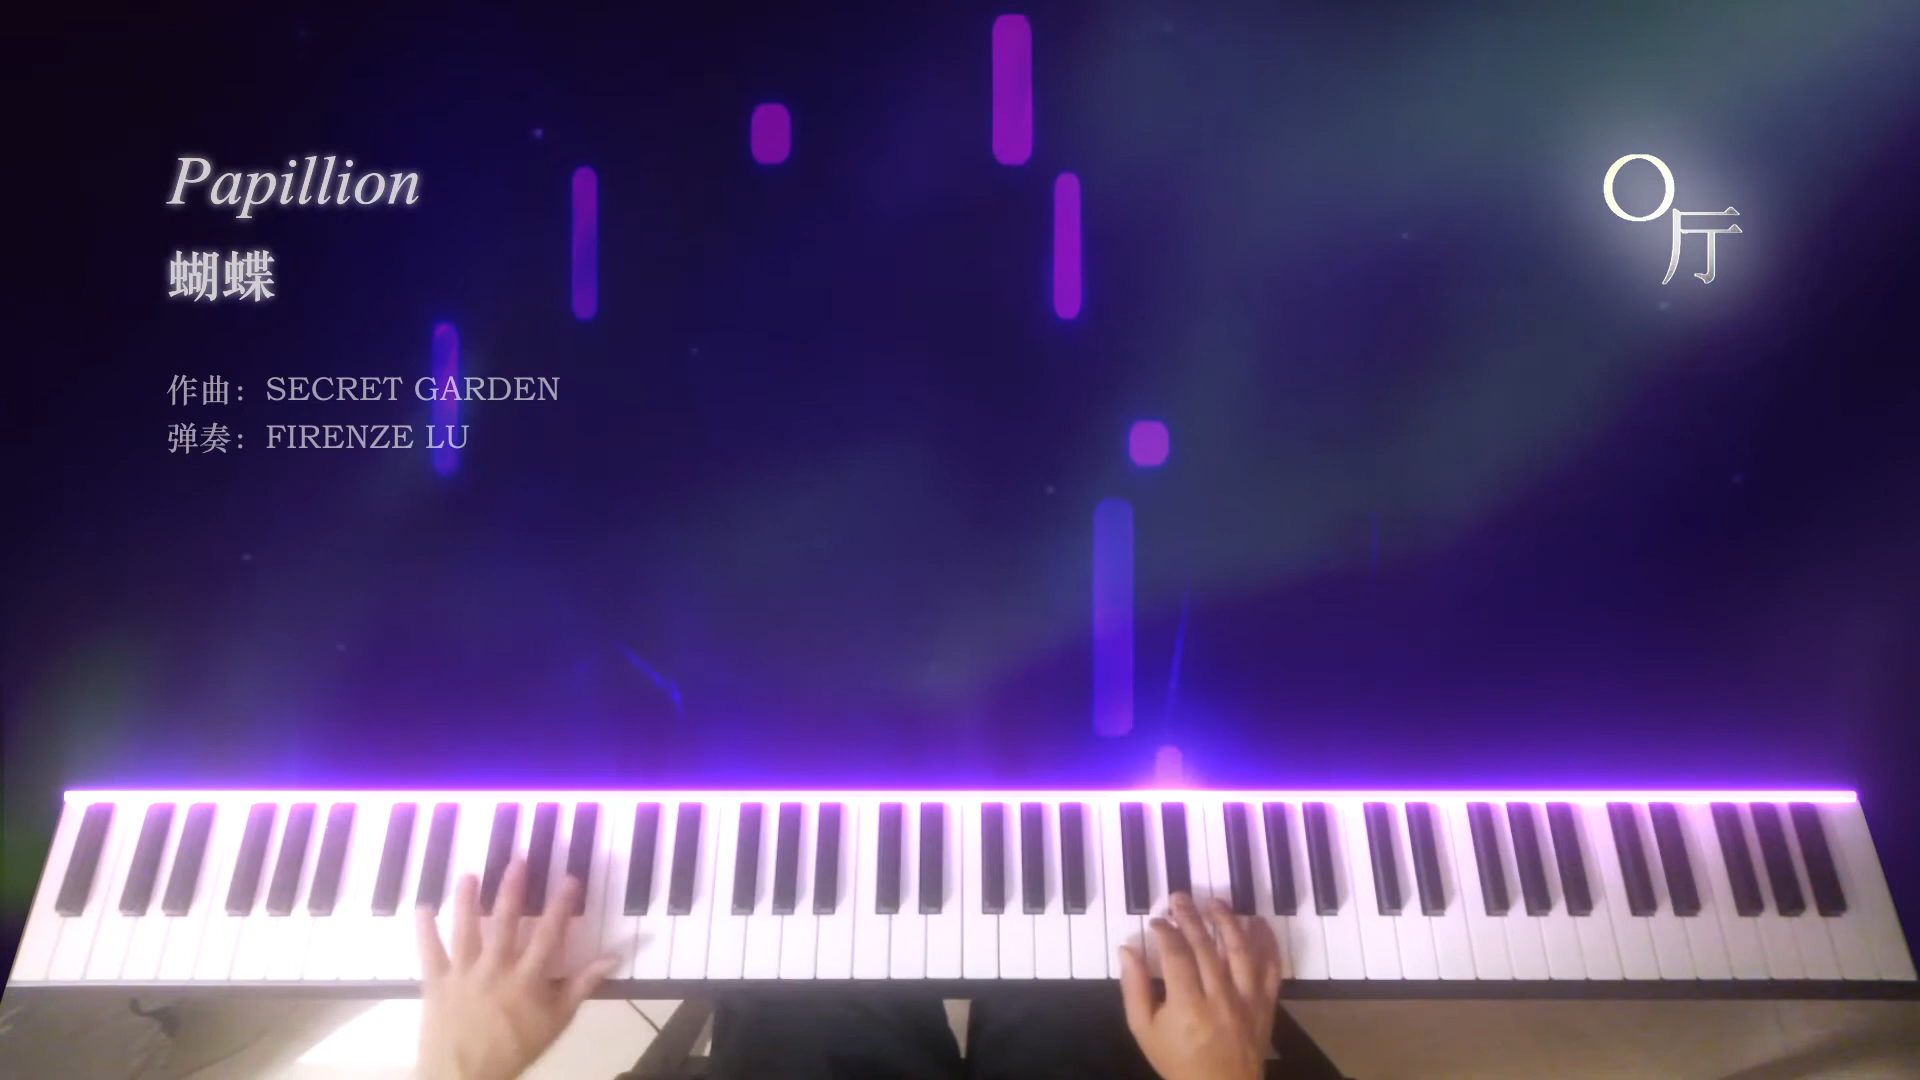 Papillion
蝴蝶
作曲：SECRET GARDEN
弹奏：FIRENZE LU
O
厅